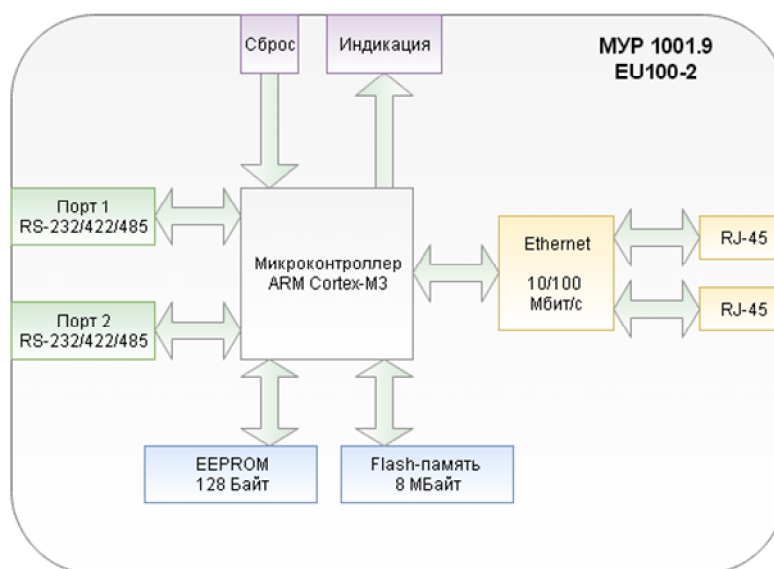 Сброс
Индикация
МУР 1001.9
EU100-2
Порт 1
RS-232/422/485
Микроконтроллер
ARM Cortex-M3
Ethernet
10/100
Мбит/с
RJ-45
RJ-45
Порт 2
RS-232/422/485
EEPROM
128 Байт
Flash-память
8 МБайт